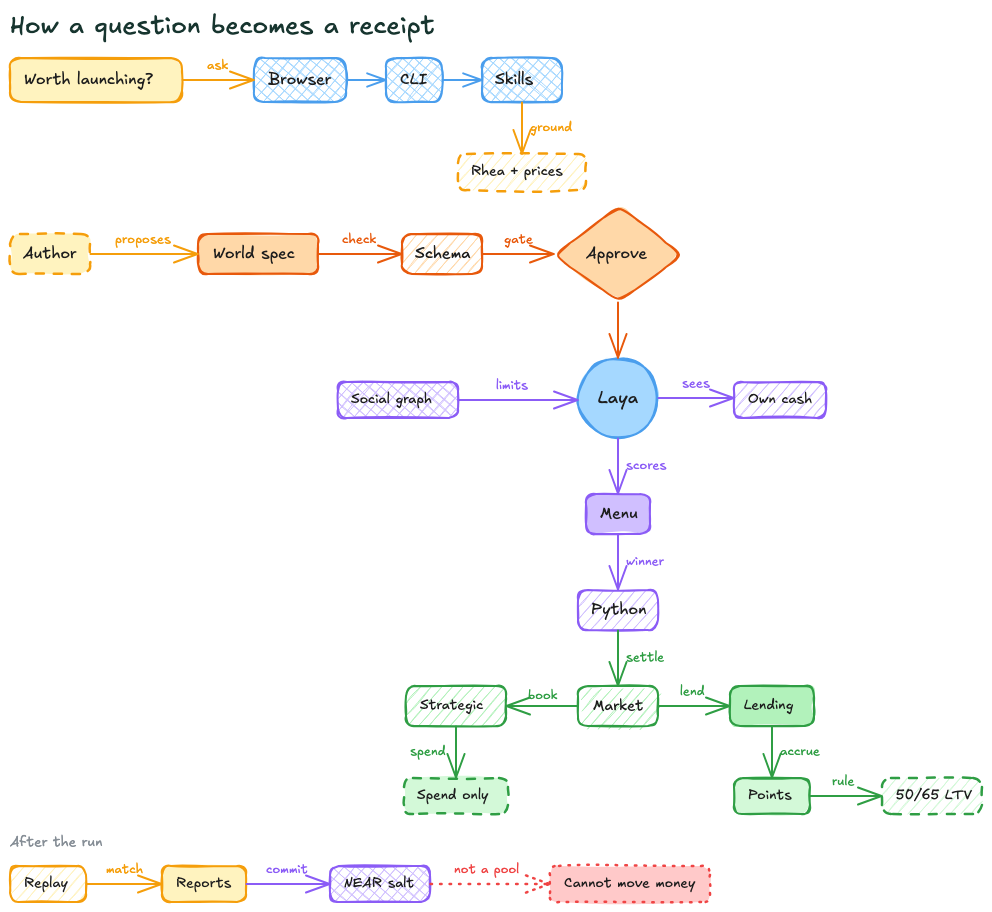 How a question becomes a receipt
Worth launching?
ask
Browser
CLI
Skills
ground
Rhea + prices
Author
proposes
World spec
check
Schema
gate
Approve
Social graph
limits
Laya
sees
Own cash
scores
Menu
winner
Python
settle
Strategic
book
Market
lend
Lending
spend
accrue
Spend only
Points
rule
50/65 LTV
After the run
Replay
match
Reports
commit
NEAR salt
not a pool
Cannot move money